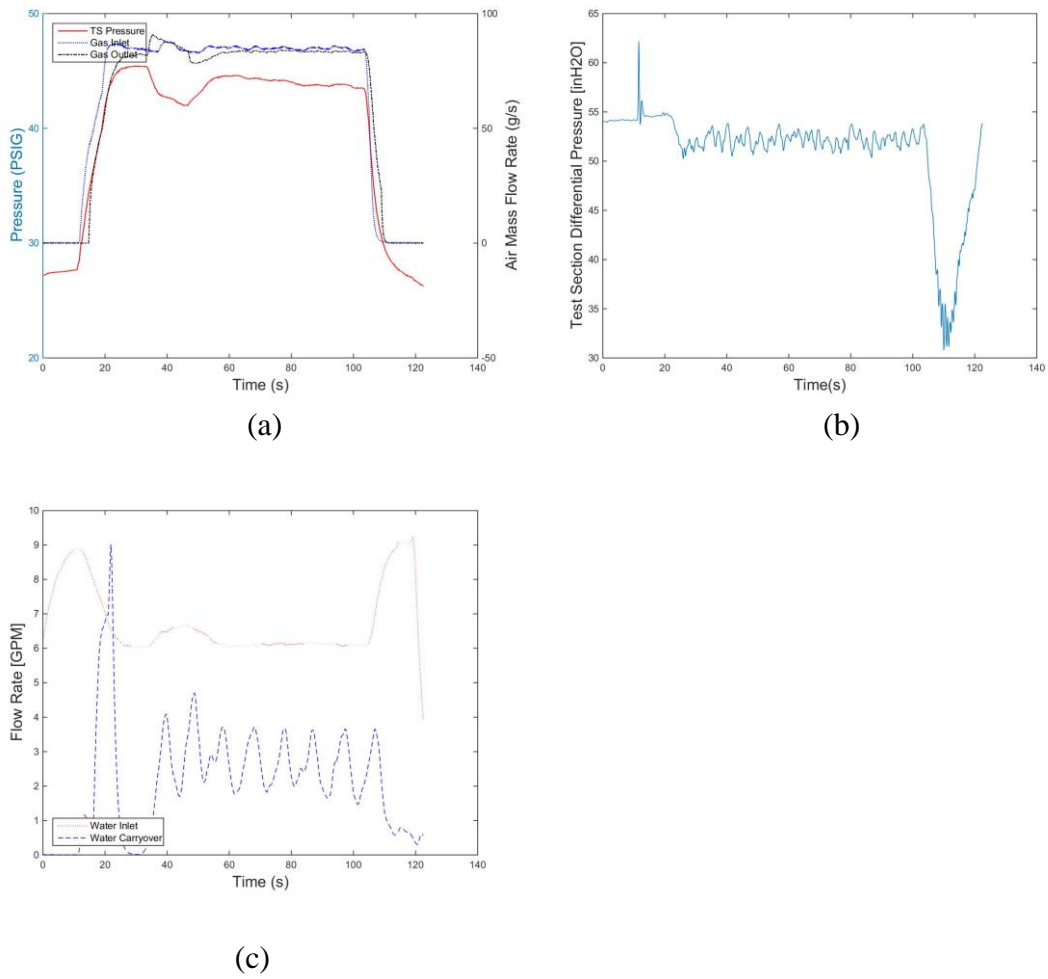 50
40
30
20
Pressure (PSIG)
TS Pressure
Gas Inlet
Gas Outlet
100
50
0
-50
Air Mass Flow Rate (g/s)
0 20 40 60 80 100 120 140
Time (s)
(a)
65
60
55
50
45
40
35
30
Test Section Differential Pressure [inH2O]
0 20 40 60 80 100 120 140
Time(s)
(b)
10
9
8
7
6
5
4
3
2
1
0
Flow Rate [GPM]
Water Inlet
Water Carryover
0 20 40 60 80 100 120 140
Time (s)
(c)